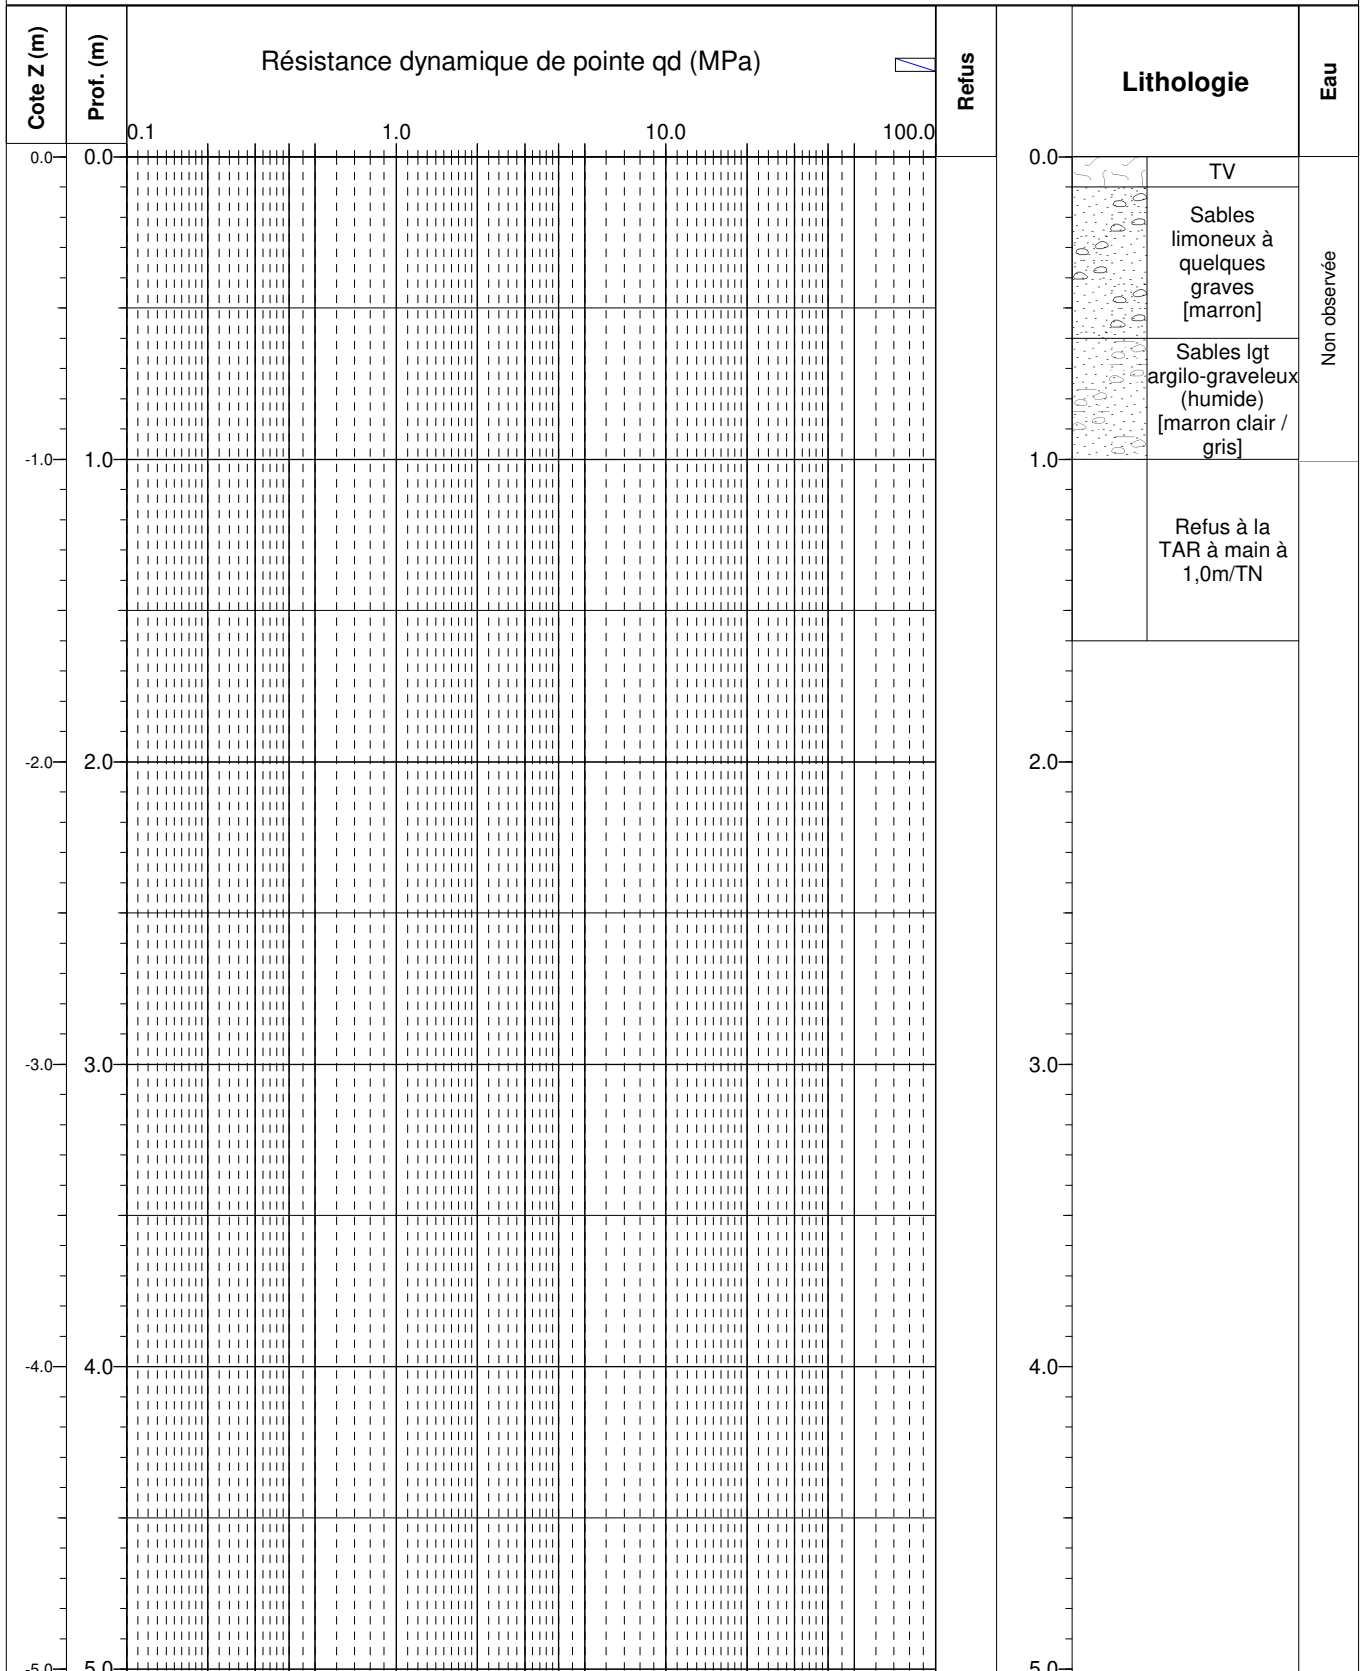 Cote Z (m)
Prof. (m)
Résistance dynamique de pointe qd (MPa)
0.1 1.0 10.0 100.0
Refus
Lithologie
Eau
0.0 0.0 0.0
TV
Sables
limoneux à
quelques
graves
[marron]
Non observée
Sables lgt
argilo-graveleux
(humide)
[marron clair /
gris]
-1.0 1.0 1.0
Refus à la
TAR à main à
1,0m/TN
-2.0 2.0 2.0
-3.0 3.0 3.0
-4.0 4.0 4.0
-5.0 5.0 5.0